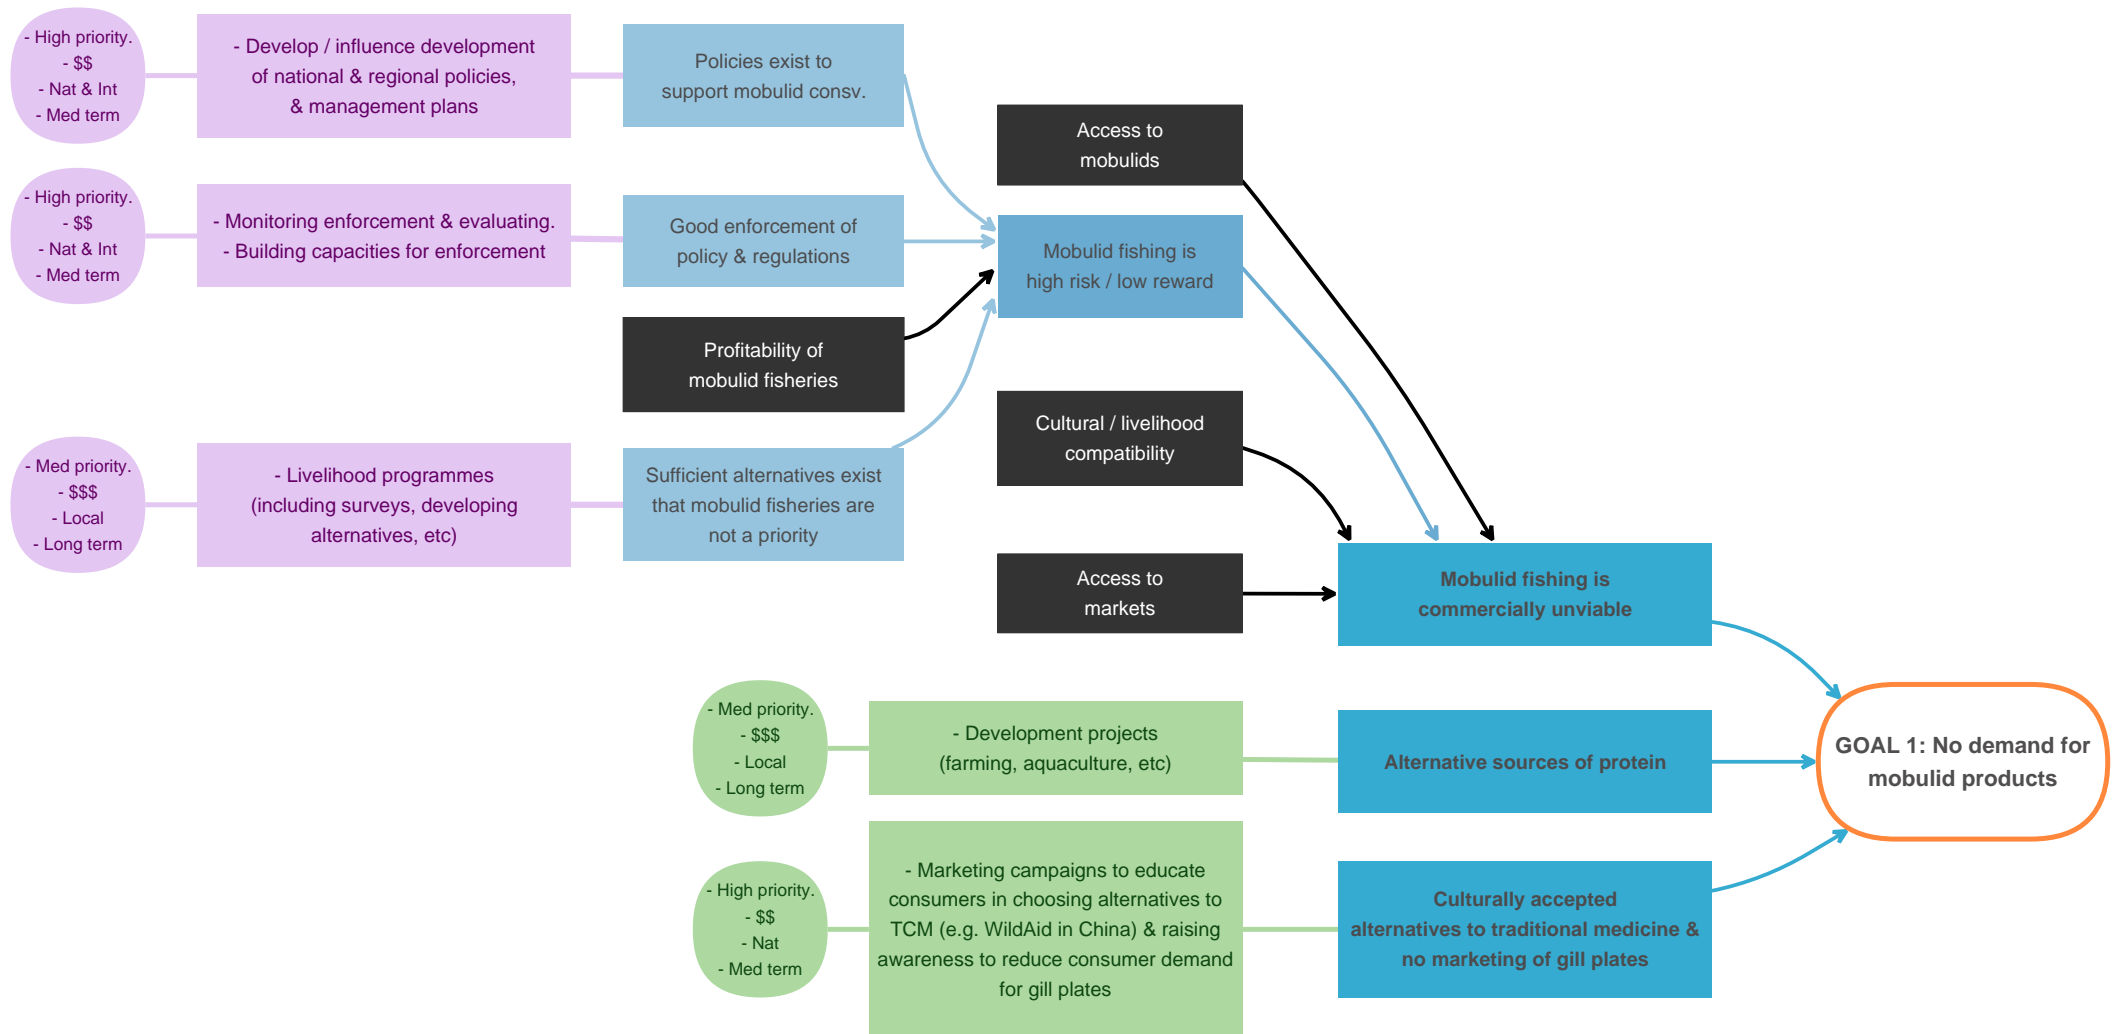 - High priority.
- $$
- Nat & Int
- Med term
- Develop / influence development
of national & regional policies,
& management plans
Policies exist to
support mobulid consv.
Access to
mobulids
- High priority.
- $$
- Nat & Int
- Med term
- Monitoring enforcement & evaluating.
- Building capacities for enforcement
Good enforcement of
policy & regulations
Mobulid fishing is
high risk / low reward
Profitability of
mobulid fisheries
Cultural / livelihood
compatibility
- Med priority.
- $$$
- Local
- Long term
- Livelihood programmes
(including surveys, developing
alternatives, etc)
Sufficient alternatives exist
that mobulid fisheries are
not a priority
Access to
markets
Mobulid fishing is
commercially unviable
- Med priority.
- $$$
- Local
- Long term
- Development projects
(farming, aquaculture, etc)
Alternative sources of protein
GOAL 1: No demand for
mobulid products
- High priority.
- $$
- Nat
- Med term
- Marketing campaigns to educate
consumers in choosing alternatives to
TCM (e.g. WildAid in China) & raising
awareness to reduce consumer demand
for gill plates
Culturally accepted
alternatives to traditional medicine &
no marketing of gill plates